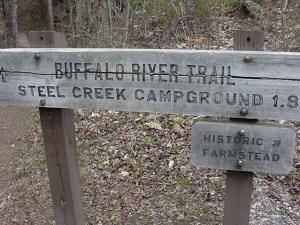 BUFFALO RIVER TRAIL
STEEL CREEK CAMPGROUND 1.8
HISTORIC
FARMSTEAD